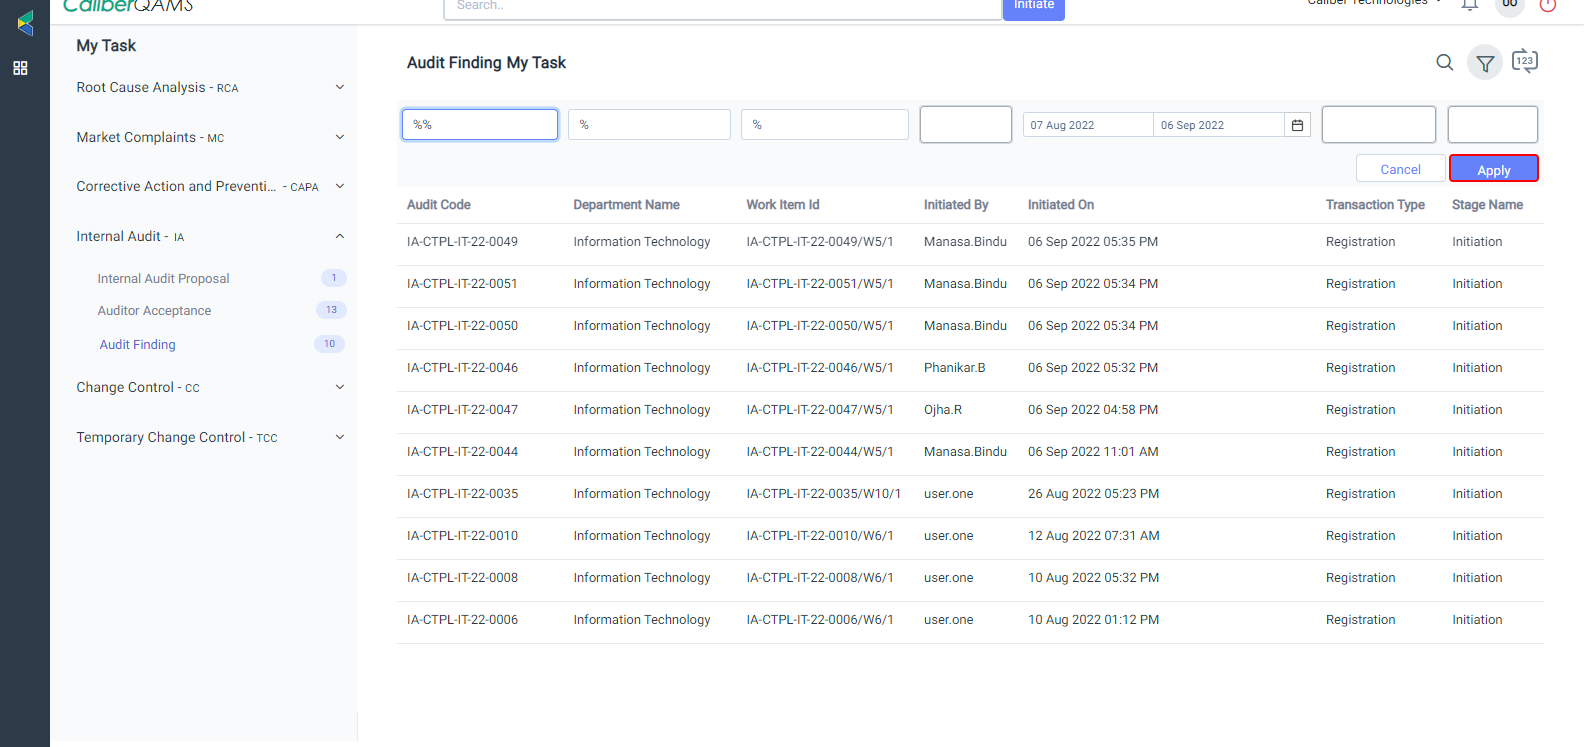 CaliberQAMS
Search..
Initiate
Caliber Technologies
My Task
Root Cause Analysis - RCA
Market Complaints - MC
Corrective Action and Preventi... - CAPA
Internal Audit - IA
Internal Audit Proposal 1
Auditor Acceptance 13
Audit Finding 10
Change Control - CC
Temporary Change Control - TCC
Audit Finding My Task
123
%% % % 07 Aug 2022 06 Sep 2022
Cancel Apply
Audit Code Department Name Work Item Id Initiated By Initiated On Transaction Type Stage Name
IA-CTPL-IT-22-0049 Information Technology IA-CTPL-IT-22-0049/W5/1 Manasa.Bindu 06 Sep 2022 05:35 PM Registration Initiation
IA-CTPL-IT-22-0051 Information Technology IA-CTPL-IT-22-0051/W5/1 Manasa.Bindu 06 Sep 2022 05:34 PM Registration Initiation
IA-CTPL-IT-22-0050 Information Technology IA-CTPL-IT-22-0050/W5/1 Manasa.Bindu 06 Sep 2022 05:34 PM Registration Initiation
IA-CTPL-IT-22-0046 Information Technology IA-CTPL-IT-22-0046/W5/1 Phanikar.B 06 Sep 2022 05:32 PM Registration Initiation
IA-CTPL-IT-22-0047 Information Technology IA-CTPL-IT-22-0047/W5/1 Ojha.R 06 Sep 2022 04:58 PM Registration Initiation
IA-CTPL-IT-22-0044 Information Technology IA-CTPL-IT-22-0044/W5/1 Manasa.Bindu 06 Sep 2022 11:01 AM Registration Initiation
IA-CTPL-IT-22-0035 Information Technology IA-CTPL-IT-22-0035/W10/1 user.one 26 Aug 2022 05:23 PM Registration Initiation
IA-CTPL-IT-22-0010 Information Technology IA-CTPL-IT-22-0010/W6/1 user.one 12 Aug 2022 07:31 AM Registration Initiation
IA-CTPL-IT-22-0008 Information Technology IA-CTPL-IT-22-0008/W6/1 user.one 10 Aug 2022 05:32 PM Registration Initiation
IA-CTPL-IT-22-0006 Information Technology IA-CTPL-IT-22-0006/W6/1 user.one 10 Aug 2022 01:12 PM Registration Initiation